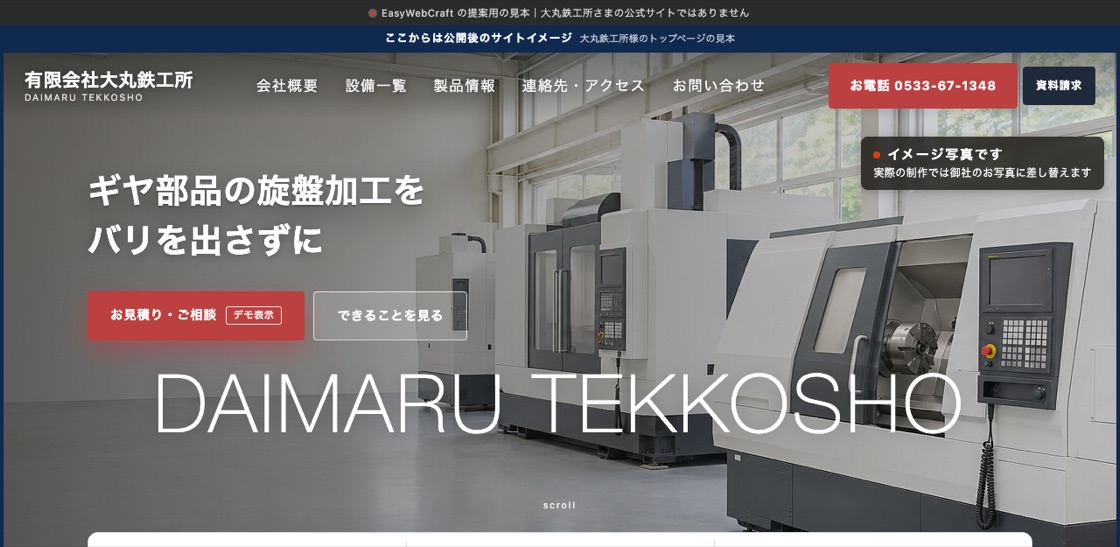 EasyWebCraft の提案用の見本｜大丸鉄工所さまの公式サイトではありません
ここからは公開後のサイトイメージ 大丸鉄工所様のトップページの見本
有限会社大丸鉄工所
DAIMARU TEKKOSHO
会社概要 設備一覧 製品情報 連絡先・アクセス お問い合わせ
お電話 0533-67-1348
資料請求
イメージ写真です
実際の制作では御社のお写真に差し替えます
ギヤ部品の旋盤加工を
バリを出さずに
お見積り・ご相談 デモ表示
できることを見る
DAIMARU TEKKOSHO
scroll